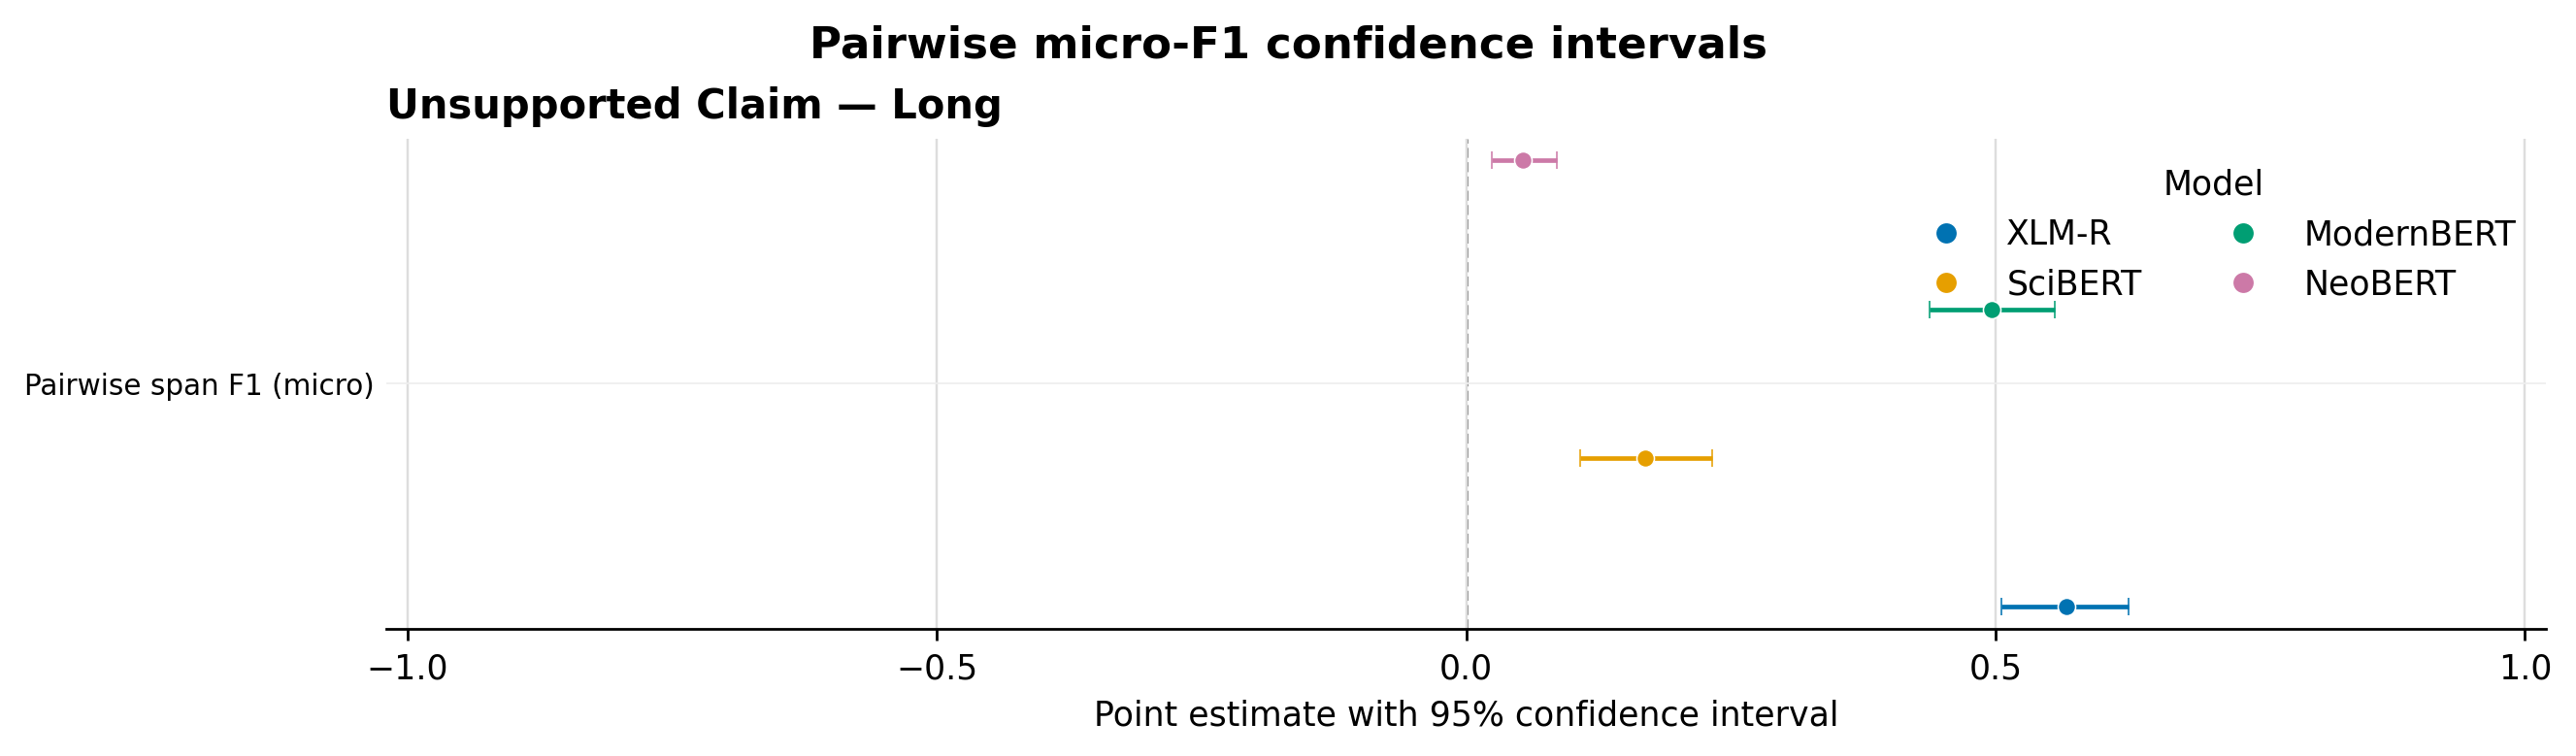 Pairwise micro-F1 confidence intervals
Unsupported Claim — Long
Model
XLM-R
SciBERT
ModernBERT
NeoBERT
Pairwise span F1 (micro)
−1.0 −0.5 0.0 0.5 1.0
Point estimate with 95% confidence interval